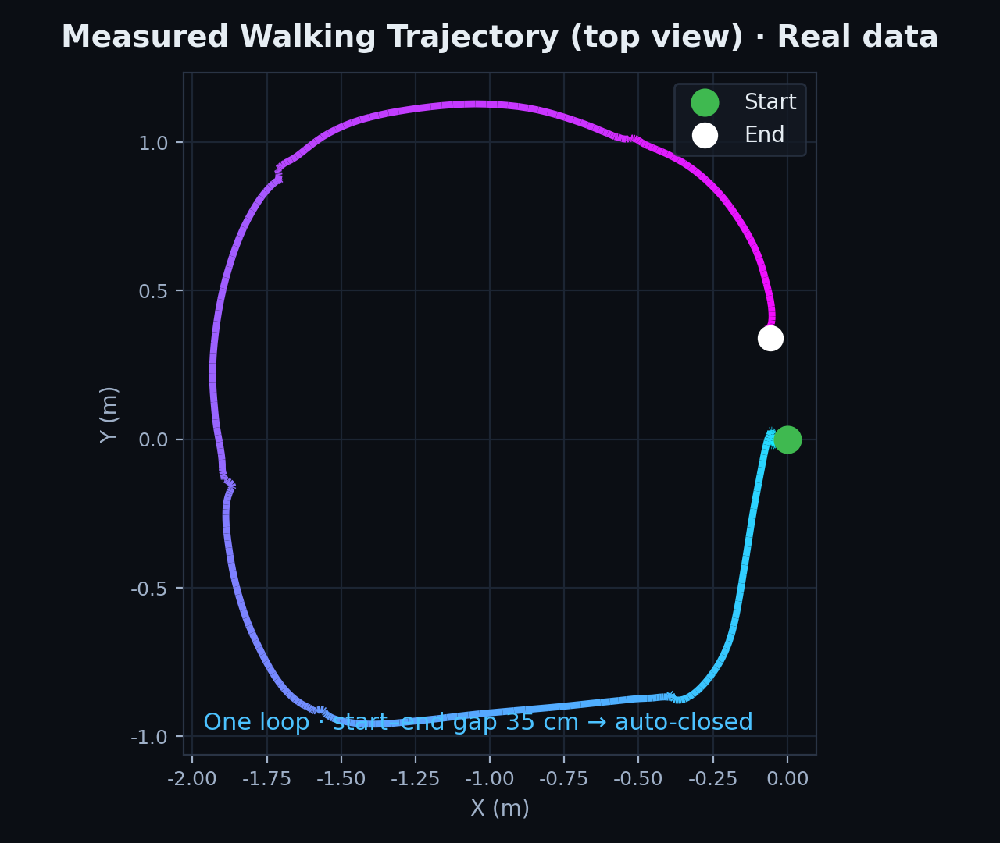 Measured Walking Trajectory (top view) · Real data
Start
End
1.0
0.5
0.0
-0.5
-1.0
Y (m)
One loop · start–end gap 35 cm → auto-closed
-2.00 -1.75 -1.50 -1.25 -1.00 -0.75 -0.50 -0.25 0.00
X (m)